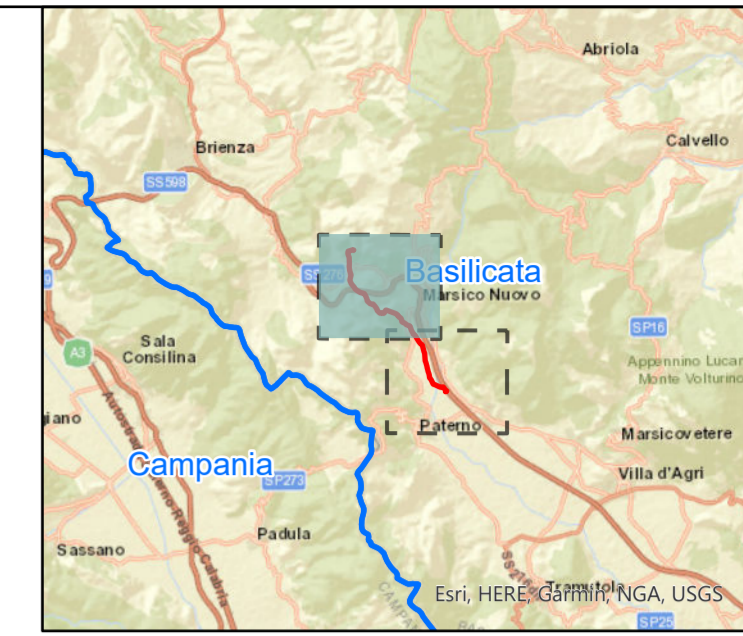 Abriola
Calvello
Brienza
SS598
Basilicata
Marsico Nuovo
SP16
Sala
Consilina
A3
Appennino Lucar
Monte Volturino
iano
Paterno
Marsicovetere
Campania
SP273
Villa d'Agri
Padula
Sassano
Tramutola
Esri, HERE, Garmin, NGA, USGS
SP25